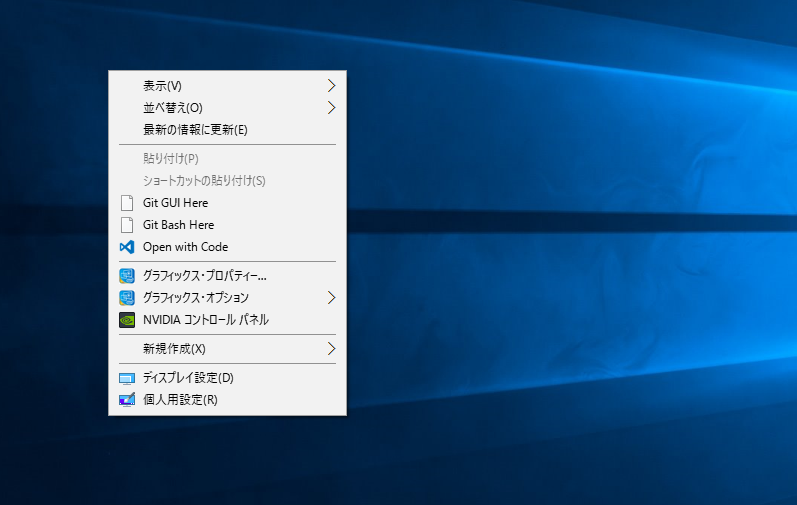 表示(V)
並べ替え(O)
最新の情報に更新(E)
貼り付け(P)
ショートカットの貼り付け(S)
Git GUI Here
Git Bash Here
Open with Code
グラフィックス・プロパティー...
グラフィックス・オプション
NVIDIA コントロール パネル
新規作成(X)
ディスプレイ設定(D)
個人用設定(R)